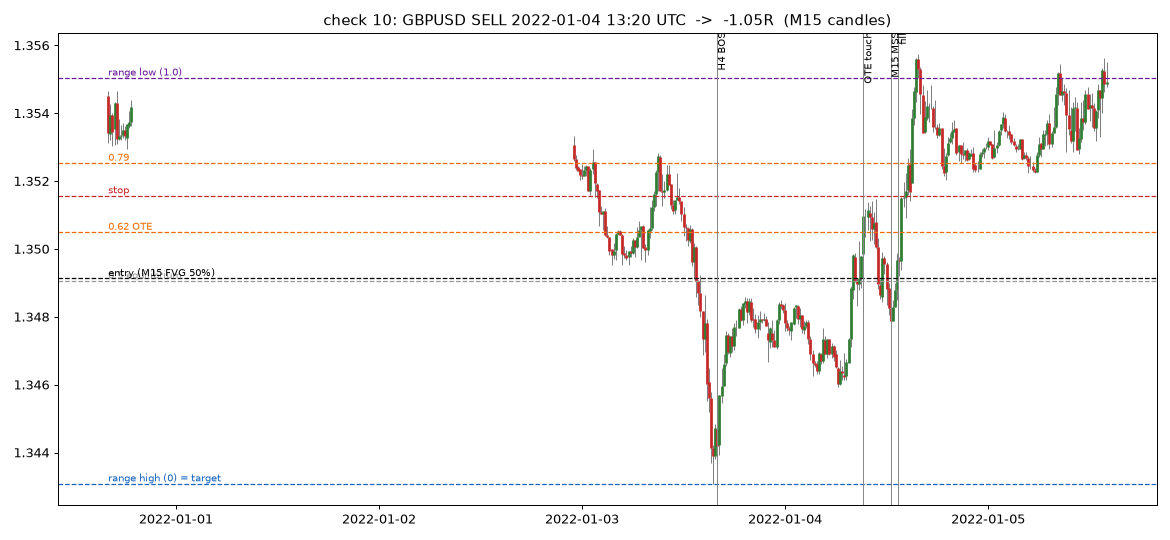 check 10: GBPUSD SELL 2022-01-04 13:20 UTC -> -1.05R (M15 candles)
1.356
1.354
1.352
1.350
1.348
1.346
1.344
range low (1.0)
0.79
stop
0.62 OTE
entry (M15 FVG 50%)
range high (0) = target
H4 BOS
OTE touch
M15 MSS
fill
2022-01-01
2022-01-02
2022-01-03
2022-01-04
2022-01-05